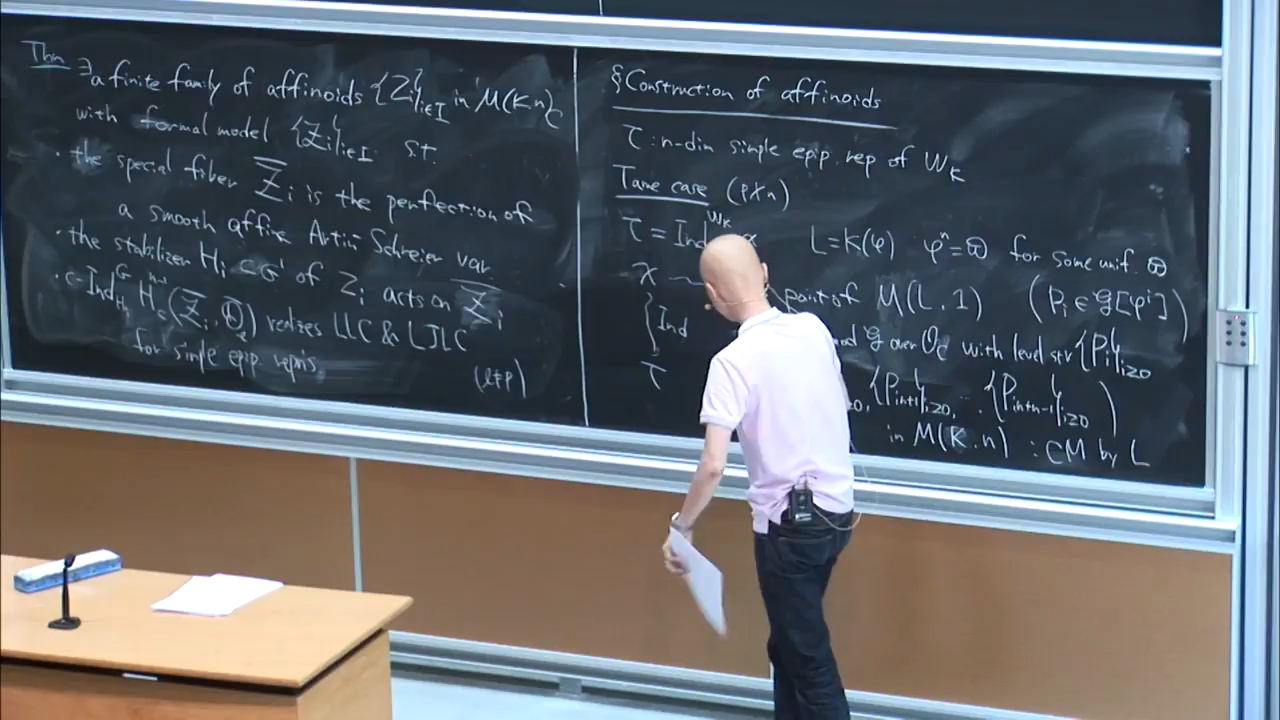 Thm ∃a finite family of affinoids {Z_i}_{i∈I} in M(K,n)_C
with formal model {𝒵_i}_{i∈I} s.t.
· the special fiber \overline{𝒵}_i is the perfection of
a smooth affine Artin Schreier var.
· the stabilizer H_i ⊂ G' of Z_i acts on \overline{𝒵}_i
· c-Ind_{H_i}^{G'} H_c^{n-1}(\overline{𝒵}_i, \overline{Q}_ℓ) realizes LLC & LJLC
for simple epip repns.
(ℓ≠p)
§Construction of affinoids
τ : n-dim simple epip. rep of W_K
Tame case (p∤n)
τ = Ind^{W_K} L=K(φ) φ^n=ϖ for some unif. ϖ
χ point of M(L,1) (P_i ∈ 𝒢[φ^i])
Ind 𝒢 over O_C with level str {P_i}_{i≥0}
τ {P_{in+1}}_{i≥0}, … {P_{in+n-1}}_{i≥0})
in M(K,n) : CM by L